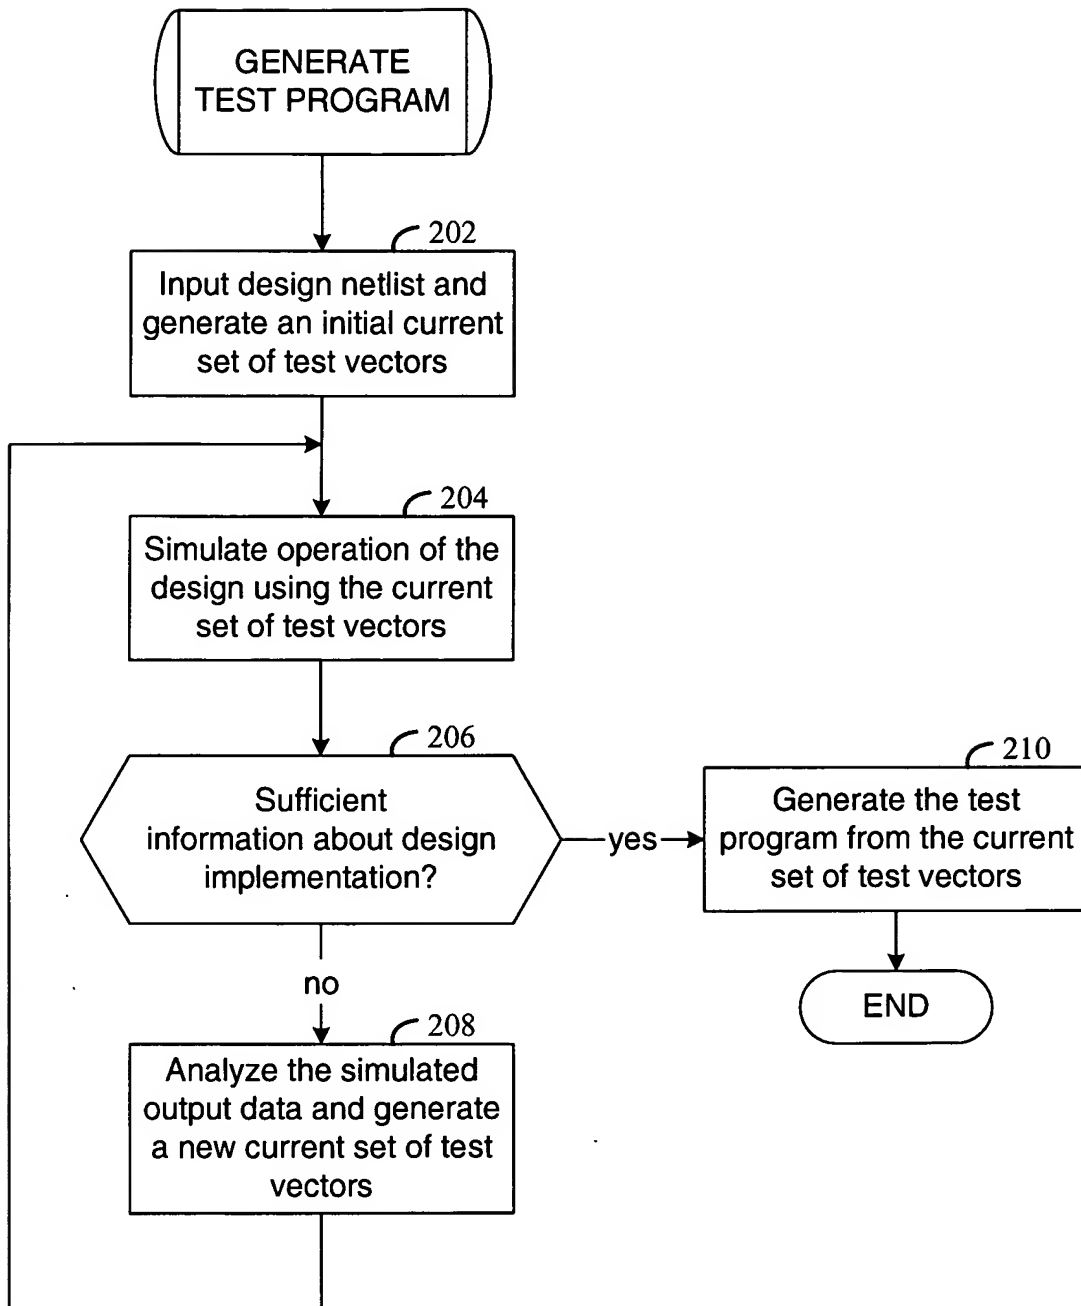 GENERATE
TEST PROGRAM
202
Input design netlist and
generate an initial current
set of test vectors
204
Simulate operation of the
design using the current
set of test vectors
206
Sufficient
information about design
implementation?
yes
210
Generate the test
program from the current
set of test vectors
END
no
208
Analyze the simulated
output data and generate
a new current set of test
vectors